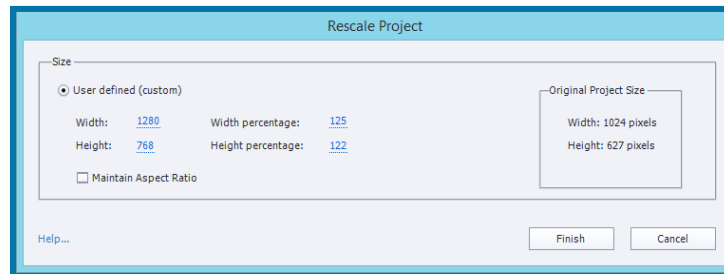 Rescale Project
Size
User defined (custom)
Original Project Size
Width: 1280 Width percentage: 125 Width: 1024 pixels
Height: 768 Height percentage: 122 Height: 627 pixels
Maintain Aspect Ratio
Help... Finish Cancel